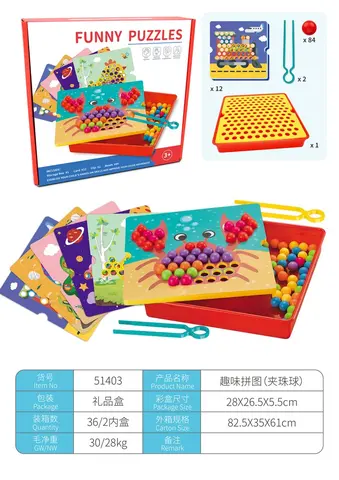 FUNNY PUZZLES
3+
× 84
× 12
× 2
× 1
货号
Item No
51403
产品名称
Product Name
趣味拼图(夹珠球)
包装
Package
礼品盒
彩盒尺寸
Package Size
28X26.5X5.5cm
装箱数
Quantity
36/2内盒
外箱规格
Carton Size
82.5X35X61cm
毛净重
GW/NW
30/28kg
备注
Remark